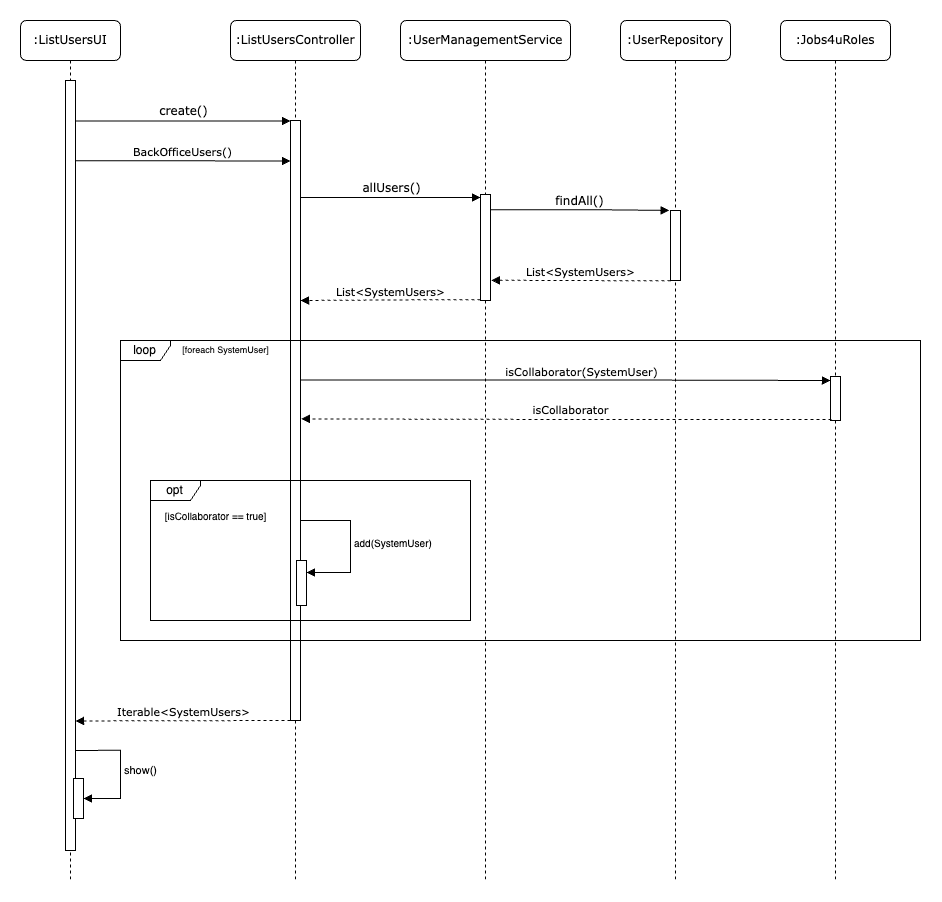 :ListUsersUI
:ListUsersController
:UserManagementService
:UserRepository
:Jobs4uRoles
create()
BackOfficeUsers()
allUsers()
findAll()
List<SystemUsers>
List<SystemUsers>
loop
[foreach SystemUser]
isCollaborator(SystemUser)
isCollaborator
opt
[isCollaborator == true]
add(SystemUser)
Iterable<SystemUsers>
show()